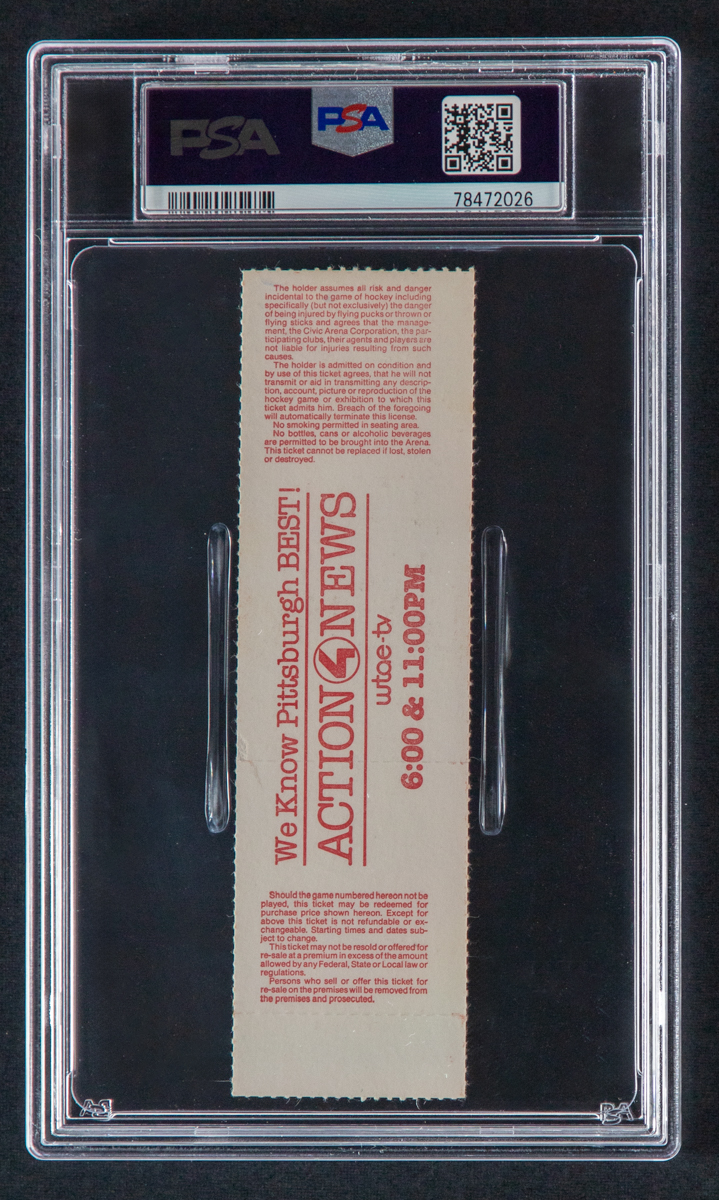 PSA
PSA
78472026
The holder assumes all risk and danger
incidental to the game of hockey including
specifically (but not exclusively) the danger
of being injured by flying pucks or thrown or
flying sticks and agrees that the manage-
ment, the Civic Arena Corporation, the par-
ticipating clubs, their agents and players are
not liable for injuries resulting from such
causes.
The holder is admitted on condition and
by use of this ticket agrees, that he will not
transmit or aid in transmitting any descrip-
tion, account, picture or reproduction of the
hockey game or exhibition to which this
ticket admits him. Breach of the foregoing
will automatically terminate this license.
No smoking permitted in seating area.
No bottles, cans or alcoholic beverages
are permitted to be brought into the Arena.
This ticket cannot be replaced if lost, stolen
or destroyed.
We Know Pittsburgh BEST!
ACTION 4 NEWS
wtae-tv
6:00 & 11:00PM
Should the game numbered hereon not be
played, this ticket may be redeemed for
purchase price shown hereon. Except for
above this ticket is not refundable or ex-
changeable. Starting times and dates sub-
ject to change.
This ticket may not be resold or offered for
re-sale at a premium in excess of the amount
allowed by any Federal, State or Local law or
regulations.
Persons who sell or offer this ticket for
re-sale on the premises will be removed from
the premises and prosecuted.
PSA
PSA